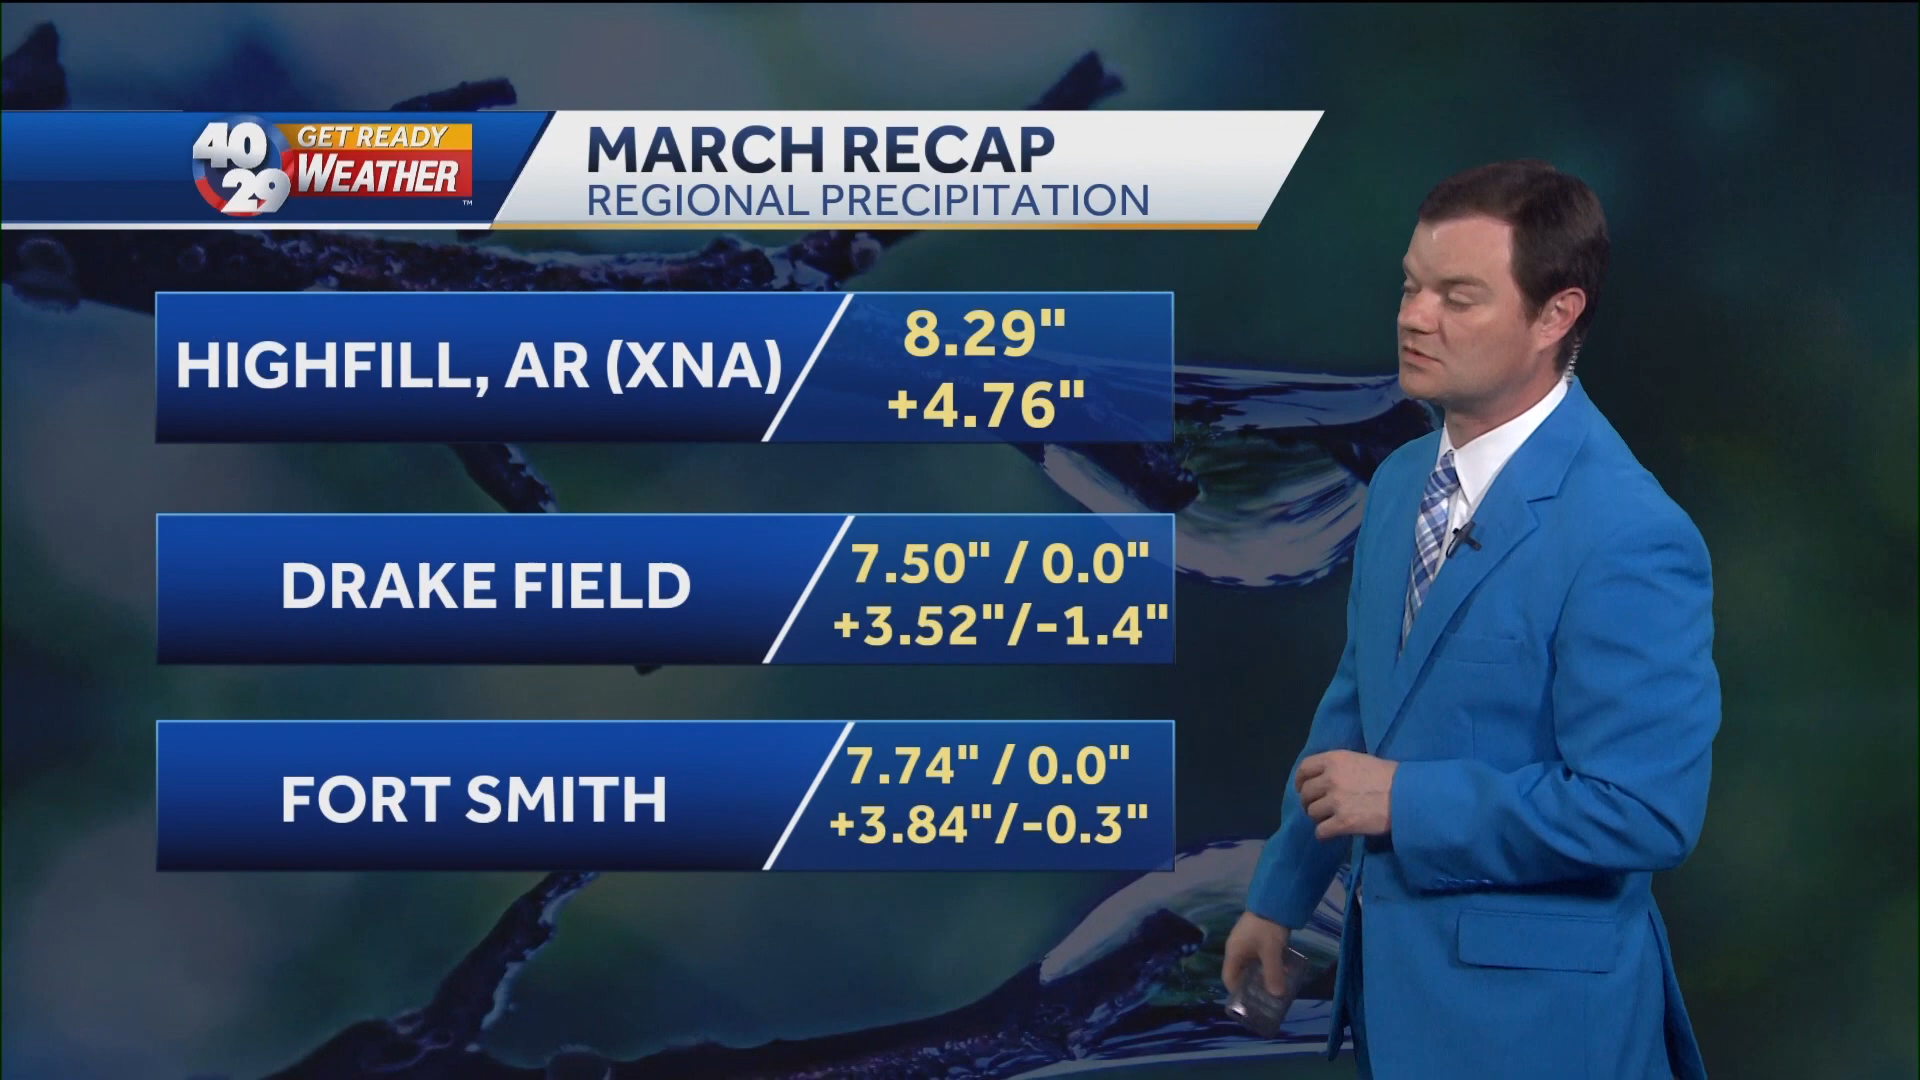 40
29
GET READY
WEATHER™
MARCH RECAP
REGIONAL PRECIPITATION
HIGHFILL, AR (XNA)
8.29"
+4.76"
DRAKE FIELD
7.50" / 0.0"
+3.52"/-1.4"
FORT SMITH
7.74" / 0.0"
+3.84"/-0.3"